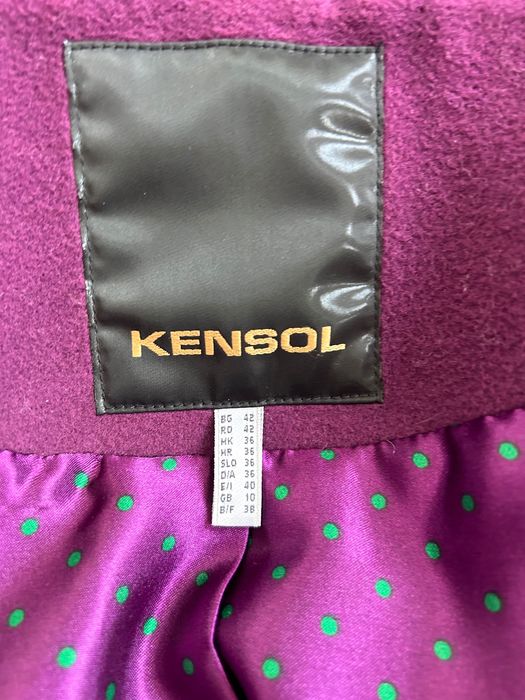 KENSOL
BG 42
RO 42
HK 36
HR 36
SLO 36
D/A 36
E/I 40
GB 10
B/F 38